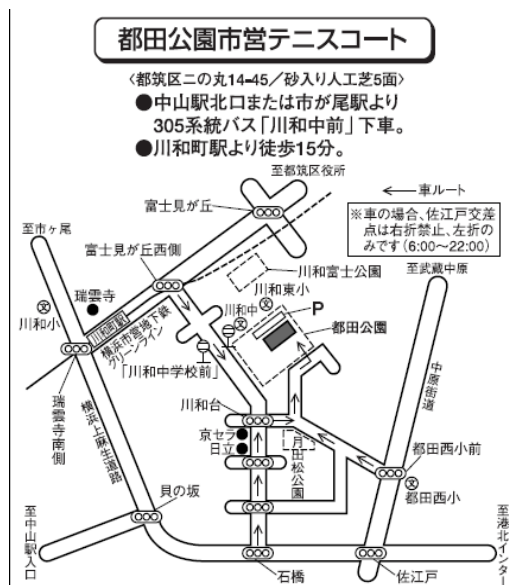 都田公園市営テニスコート
〈都筑区二の丸14-45／砂入り人工芝5面〉
●中山駅北口または市が尾駅より
305系統バス「川和中前」下車。
●川和町駅より徒歩15分。
至都筑区役所
←車ルート
富士見が丘
※車の場合、佐江戸交差
点は右折禁止、左折の
みです(6:00〜22:00)
至市ヶ尾
富士見が丘西側
川和富士公園
至武蔵中原
瑞雲寺
川和東小
文
川和小
文
川和中
文
P
川和町駅
横浜市営地下鉄
グリーンライン
都田公園
「川和中学校前」
中原街道
瑞雲寺
南側
横浜上麻生道路
川和台
京セラ
日立
月出松公園
都田西小前
文
都田西小
貝の坂
至中山駅入口
至港北インター
石橋
佐江戸